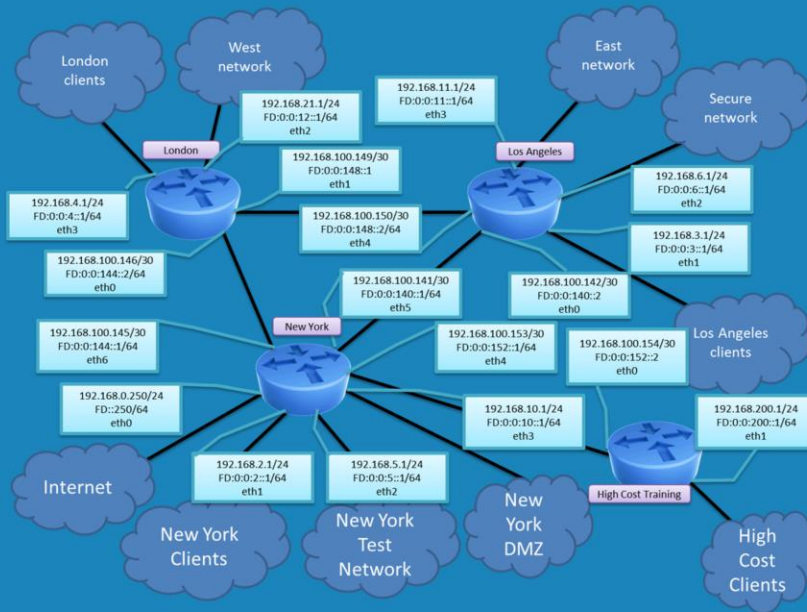 London
clients
West
network
East
network
Secure
network
192.168.21.1/24
FD:0:0:12::1/64
eth2
192.168.11.1/24
FD:0:0:11::1/64
eth3
London
Los Angeles
192.168.100.149/30
FD:0:0:148::1
eth1
192.168.6.1/24
FD:0:0:6::1/64
eth2
192.168.4.1/24
FD:0:0:4::1/64
eth3
192.168.100.150/30
FD:0:0:148::2/64
eth4
192.168.3.1/24
FD:0:0:3::1/64
eth1
192.168.100.146/30
FD:0:0:144::2/64
eth0
192.168.100.141/30
FD:0:0:140::1/64
eth5
192.168.100.142/30
FD:0:0:140::2
eth0
New York
192.168.100.145/30
FD:0:0:144::1/64
eth6
192.168.100.153/30
FD:0:0:152::1/64
eth4
192.168.100.154/30
FD:0:0:152::2
eth0
Los Angeles
clients
192.168.0.250/24
FD::250/64
eth0
192.168.10.1/24
FD:0:0:10::1/64
eth3
192.168.200.1/24
FD:0:0:200::1/64
eth1
192.168.2.1/24
FD:0:0:2::1/64
eth1
192.168.5.1/24
FD:0:0:5::1/64
eth2
High Cost Training
Internet
New York
Clients
New York
Test
Network
New
York
DMZ
High
Cost
Clients